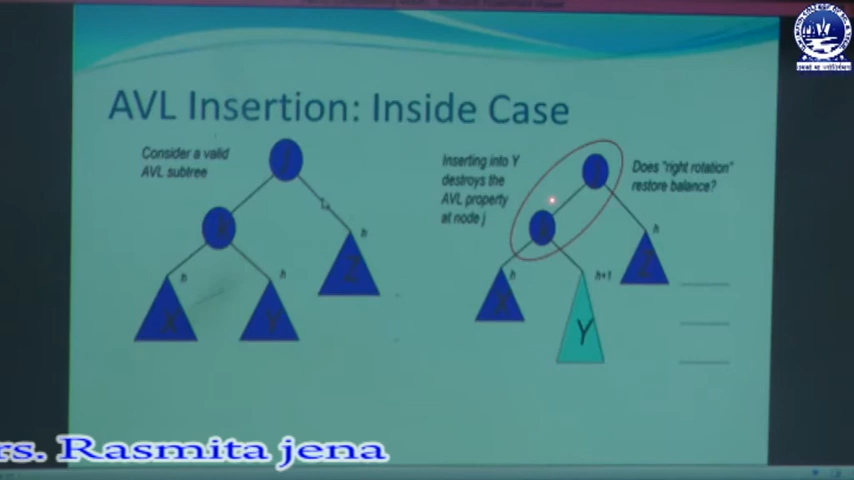 AVL Insertion: Inside Case
Consider a valid
AVL subtree
j
k
h
h
h
X
Y
Z
Inserting into Y
destroys the
AVL property
at node j
Does "right rotation"
restore balance?
j
k
h
h+1
h
X
Y
Z
rs. Rasmita jena